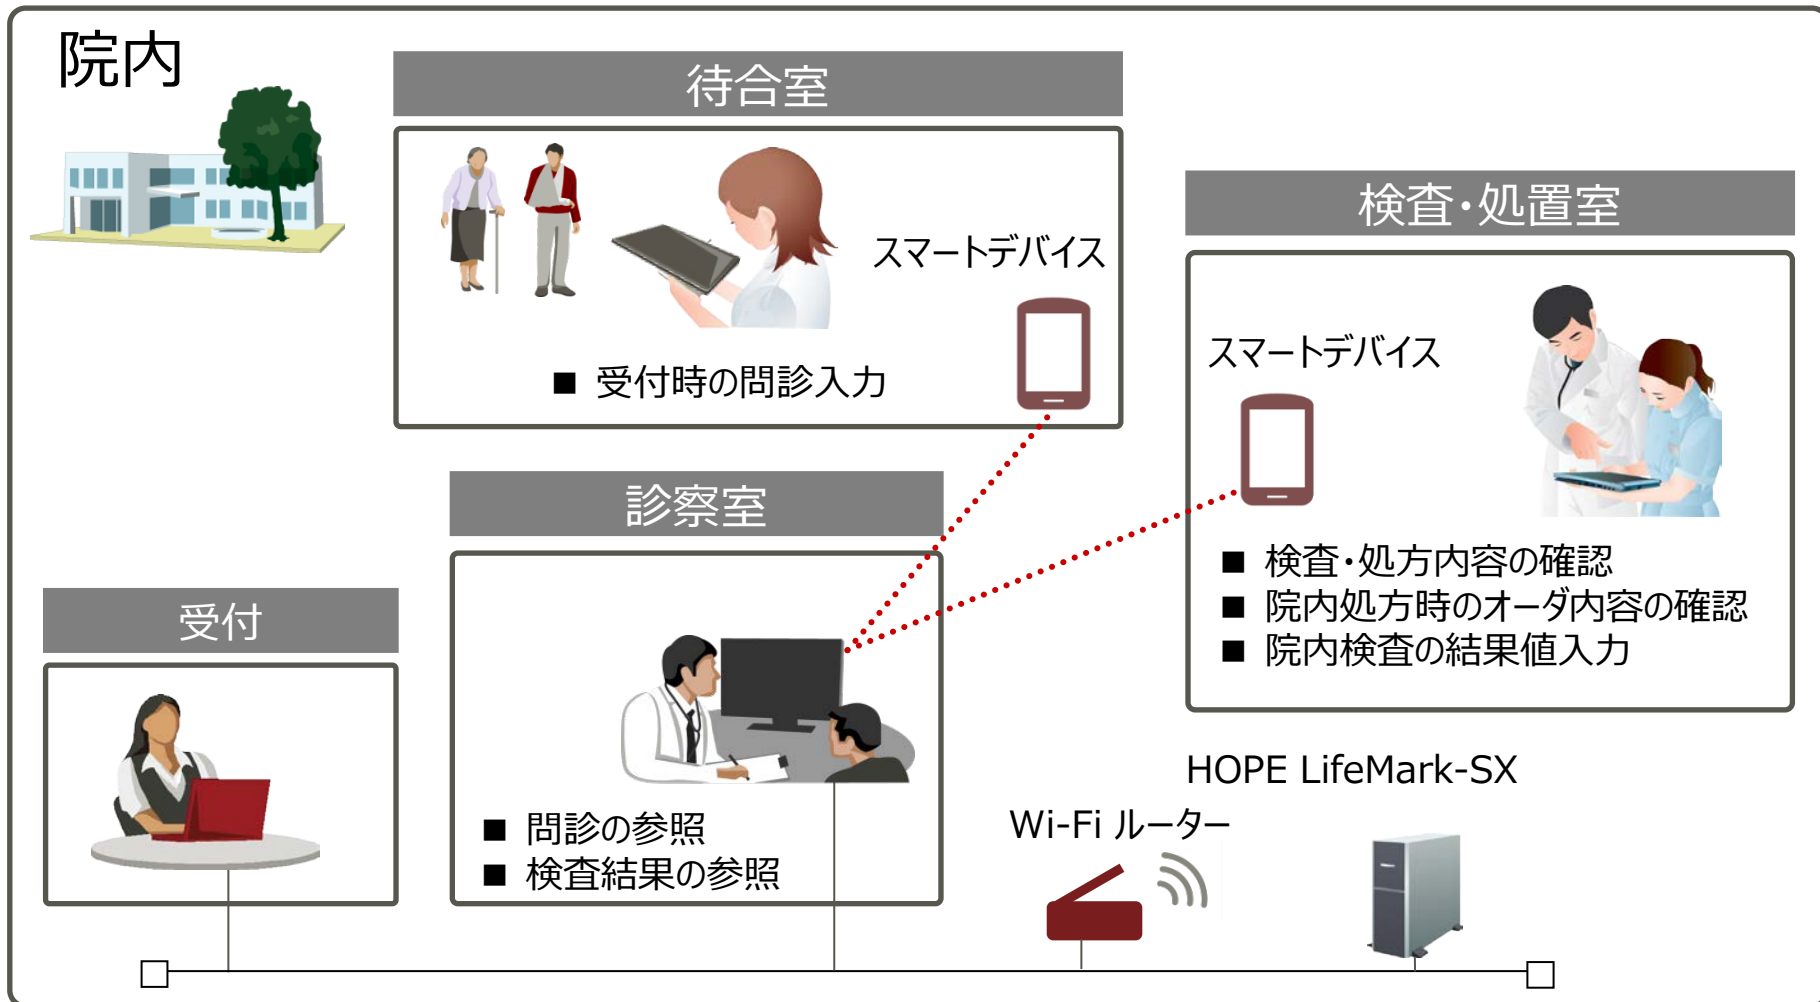 院内
待合室
スマートデバイス
■ 受付時の問診入力
検査・処置室
スマートデバイス
■ 検査・処方内容の確認
■ 院内処方時のオーダ内容の確認
■ 院内検査の結果値入力
診察室
■ 問診の参照
■ 検査結果の参照
受付
HOPE LifeMark-SX
Wi-Fi ルーター